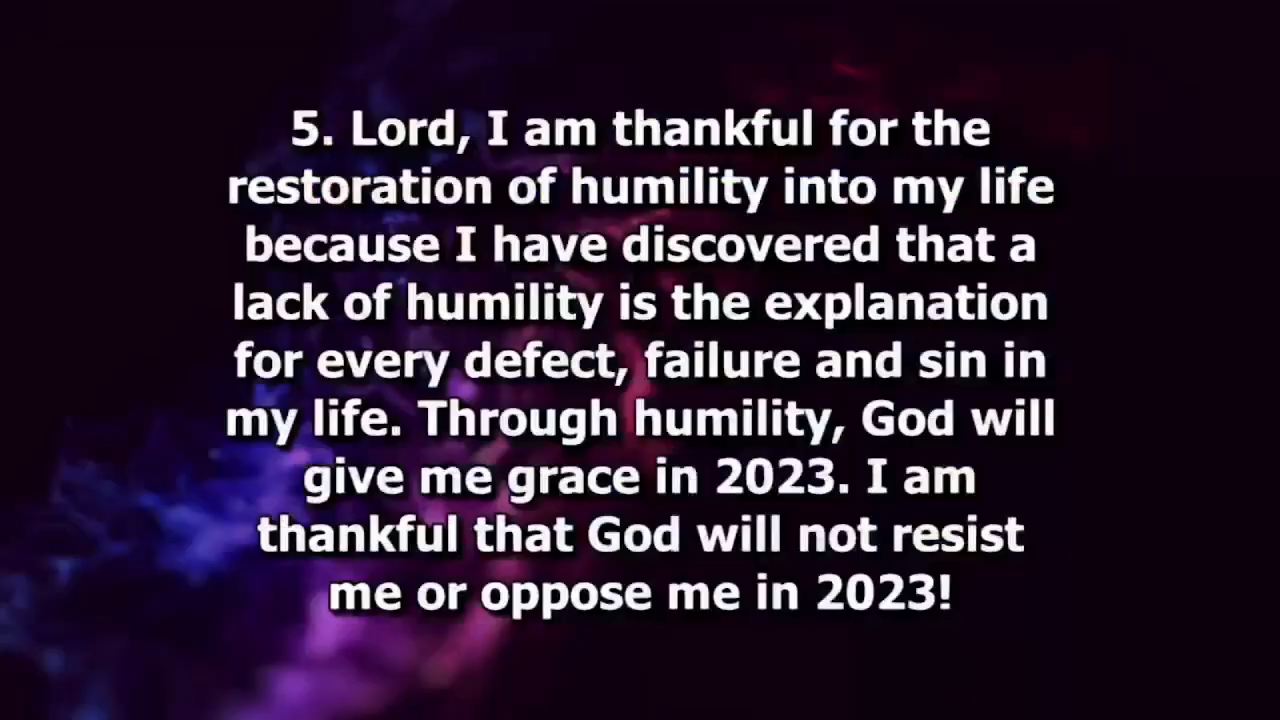 5. Lord, I am thankful for the
restoration of humility into my life
because I have discovered that a
lack of humility is the explanation
for every defect, failure and sin in
my life. Through humility, God will
give me grace in 2023. I am
thankful that God will not resist
me or oppose me in 2023!